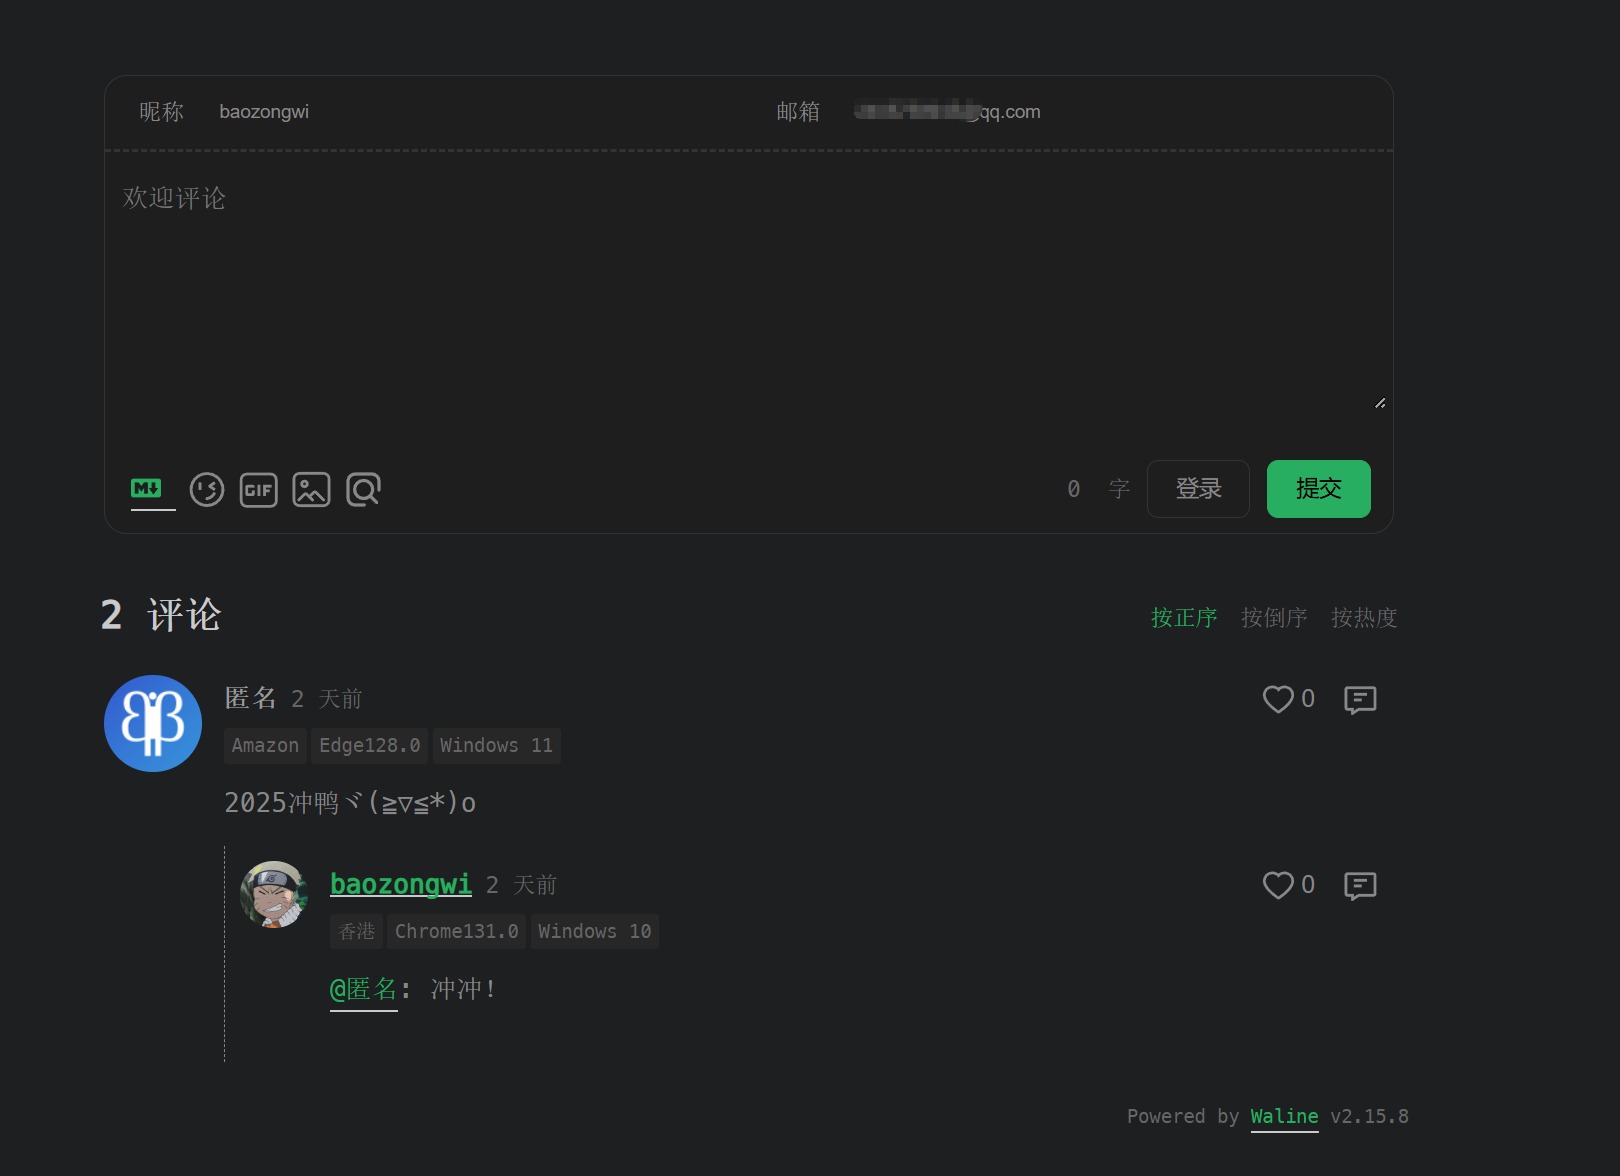 昵称 baozongwi 邮箱 @qq.com
欢迎评论
M↓ GIF 0 字 登录 提交
2 评论 按正序 按倒序 按热度
匿名 2 天前 0
Amazon Edge128.0 Windows 11
2025冲鸭ヾ(≧▽≦*)o
baozongwi 2 天前 0
香港 Chrome131.0 Windows 10
@匿名: 冲冲!
Powered by Waline v2.15.8